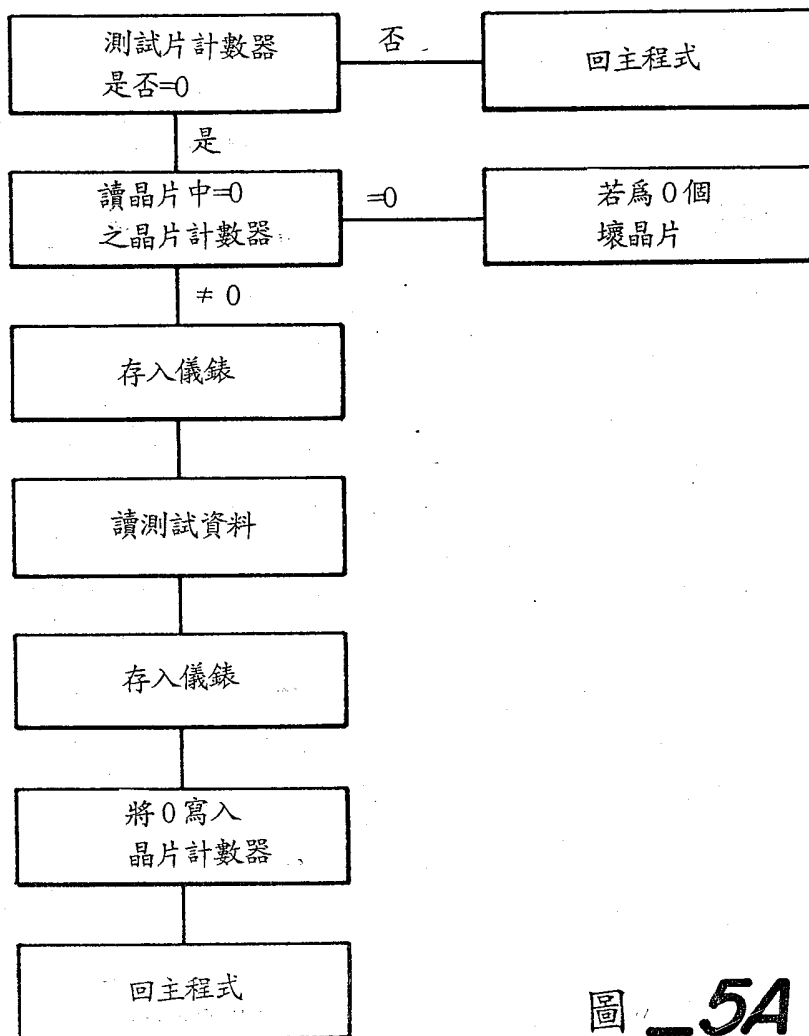 測試片計數器
是否=0
否
回主程式
是
讀晶片中=0
之晶片計數器
=0
若為0個
壞晶片
≠ 0
存入儀錶
讀測試資料
存入儀錶
將0寫入
晶片計數器
回主程式
圖 _5A